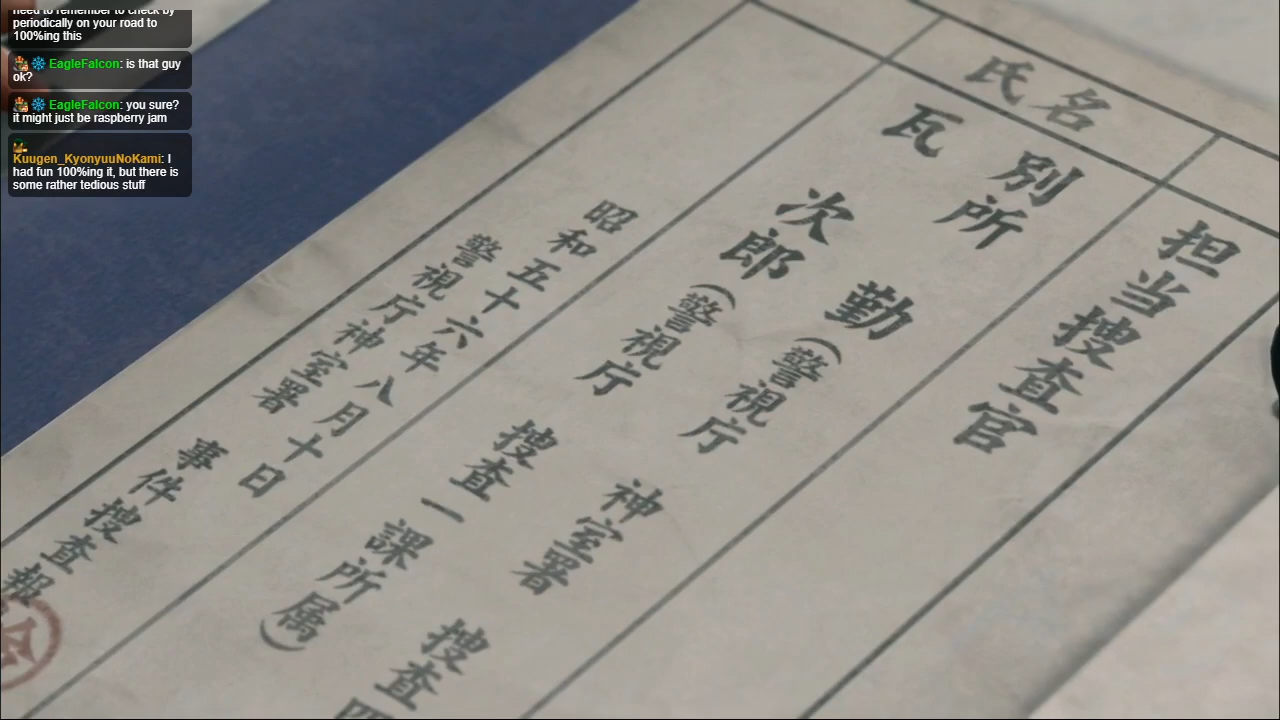 need to remember to check by
periodically on your road to
100%ing this
EagleFalcon: is that guy
ok?
EagleFalcon: you sure?
it might just be raspberry jam
Kuugen_KyonyuuNoKami: I
had fun 100%ing it, but there is
some rather tedious stuff
担当捜査官
氏名
別所 勤(警視庁 神室署 捜査四
瓦 次郎(警視庁 捜査一課所属)
昭和五十六年八月十日
警視庁神室署 事件捜査報